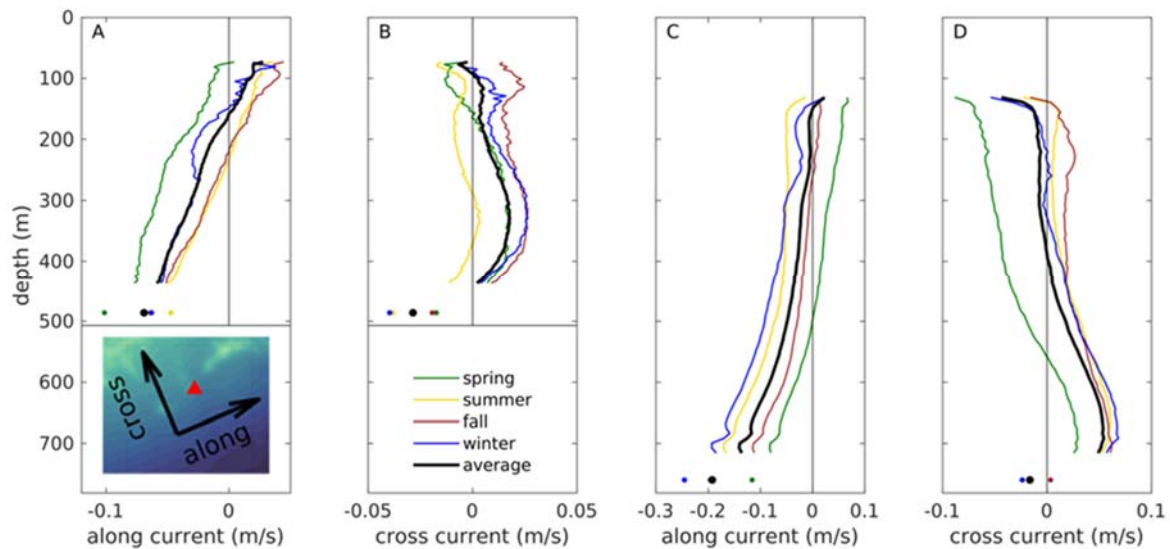 A
B
C
D
0
100
200
300
400
500
600
700
depth (m)
-0.1
0
along current (m/s)
-0.05
0
0.05
cross current (m/s)
-0.3
-0.2
-0.1
0
0.1
along current (m/s)
-0.1
0
0.1
cross current (m/s)
Cross
along
spring
summer
fall
winter
average